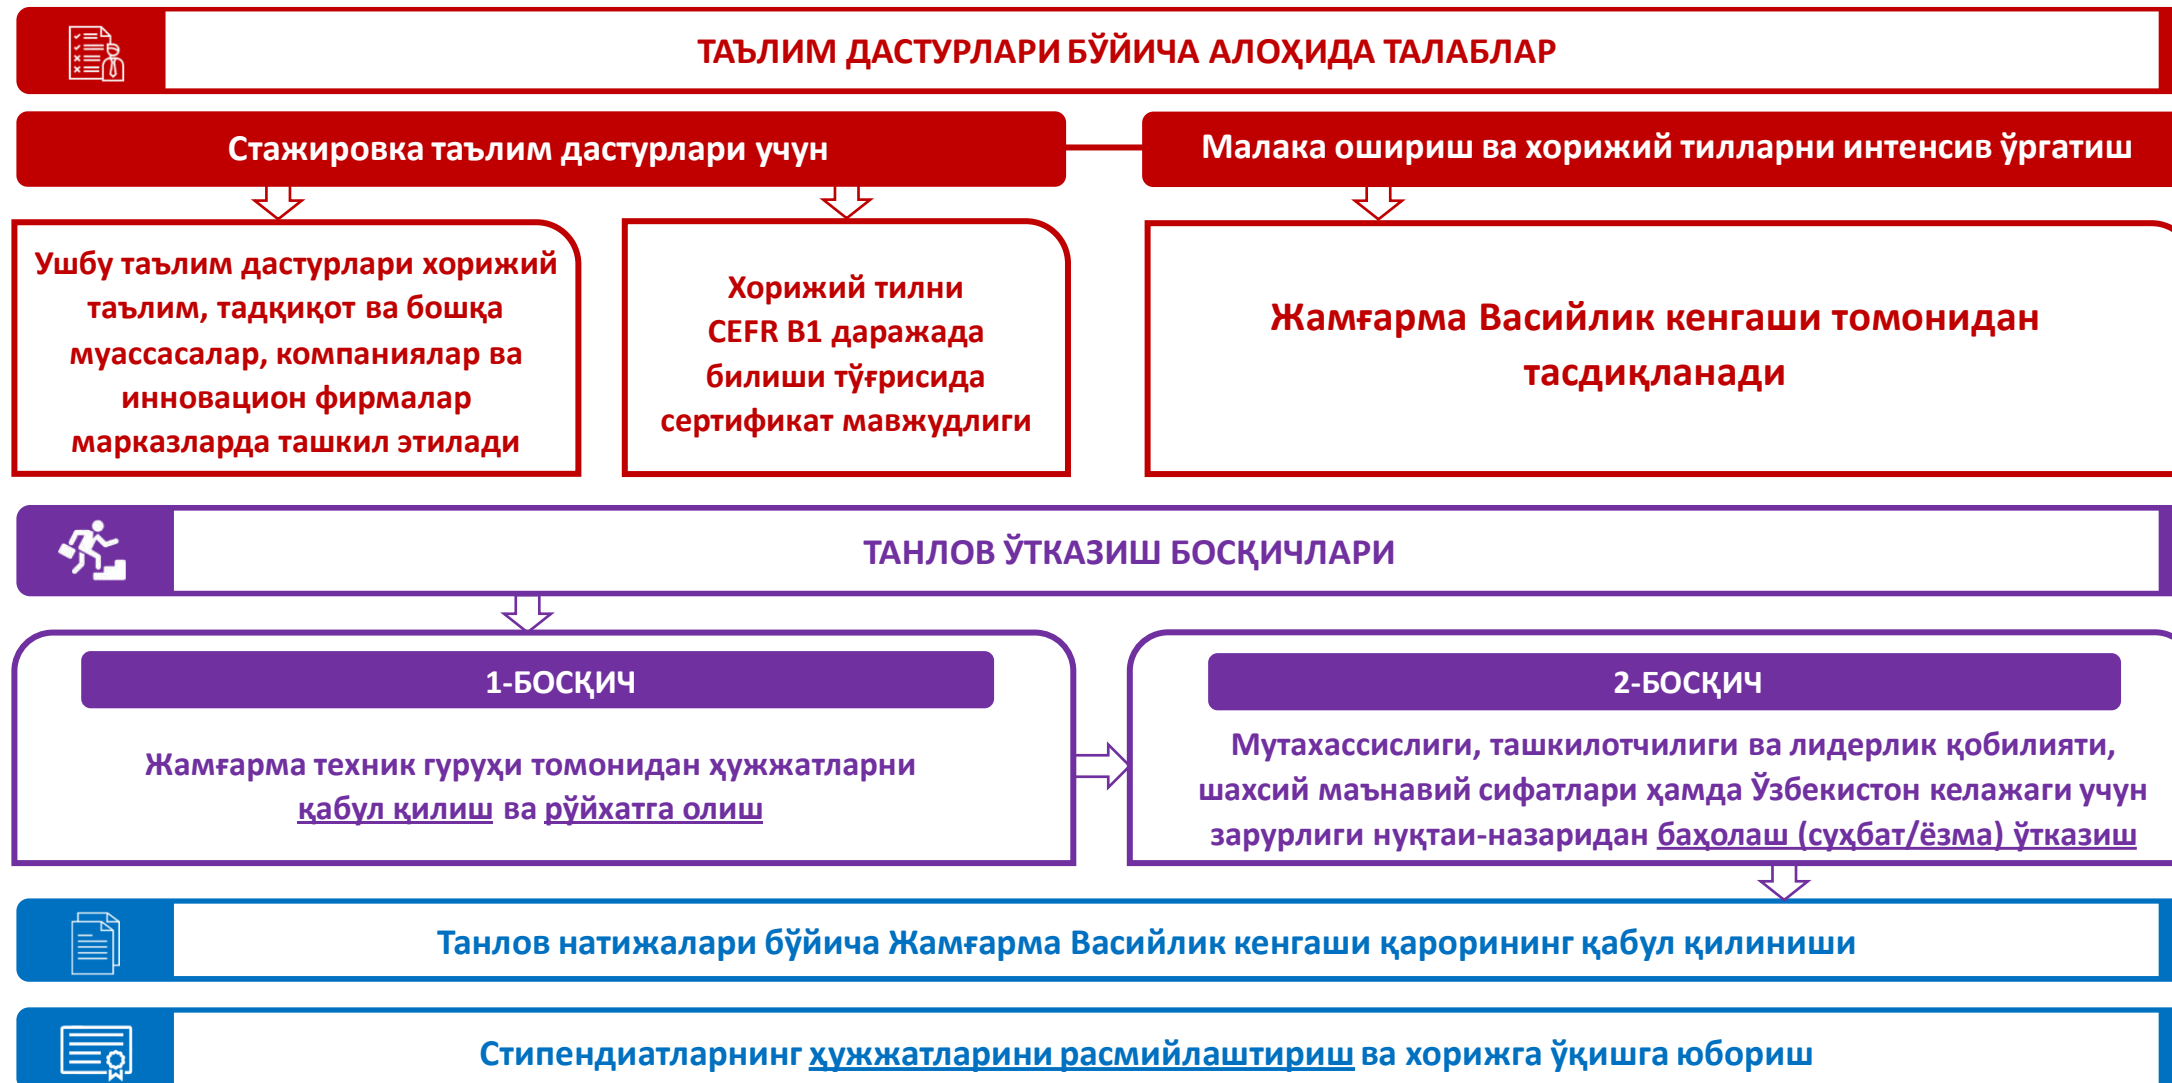 ТАЪЛИМ ДАСТУРЛАРИ БЎЙИЧА АЛОҲИДА ТАЛАБЛАР
Стажировка таълим дастурлари учун
Малака ошириш ва хорижий тилларни интенсив ўргатиш
Ушбу таълим дастурлари хорижий
таълим, тадқиқот ва бошқа
муассасалар, компаниялар ва
инновацион фирмалар
марказларда ташкил этилади
Хорижий тилни
CEFR B1 даражада
билиши тўғрисида
сертификат мавжудлиги
Жамғарма Васийлик кенгаши томонидан
тасдиқланади
ТАНЛОВ ЎТКАЗИШ БОСҚИЧЛАРИ
1-БОСҚИЧ
Жамғарма техник гуруҳи томонидан ҳужжатларни
қабул қилиш ва рўйхатга олиш
2-БОСҚИЧ
Мутахассислиги, ташкилотчилиги ва лидерлик қобилияти,
шахсий маънавий сифатлари ҳамда Ўзбекистон келажаги учун
зарурлиги нуқтаи-назаридан баҳолаш (суҳбат/ёзма) ўтказиш
Танлов натижалари бўйича Жамғарма Васийлик кенгаши қарорининг қабул қилиниши
Стипендиатларнинг ҳужжатларини расмийлаштириш ва хорижга ўқишга юбориш